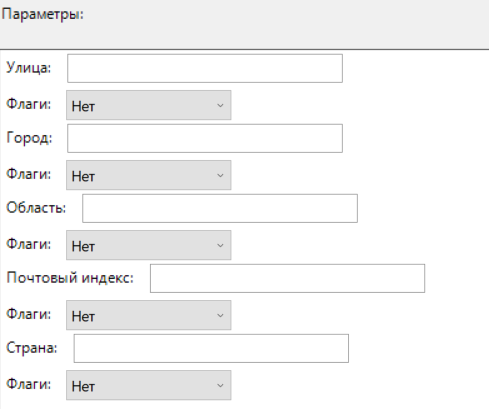 Параметры:
Улица:
Флаги: Нет
Город:
Флаги: Нет
Область:
Флаги: Нет
Почтовый индекс:
Флаги: Нет
Страна:
Флаги: Нет